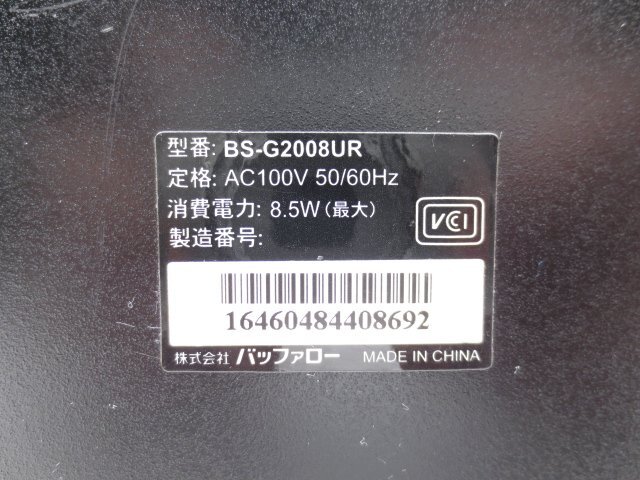 型番: BS-G2008UR
定格: AC100V 50/60Hz
消費電力: 8.5W (最大)
VCCI
製造番号:
16460484408692
株式会社 バッファロー MADE IN CHINA